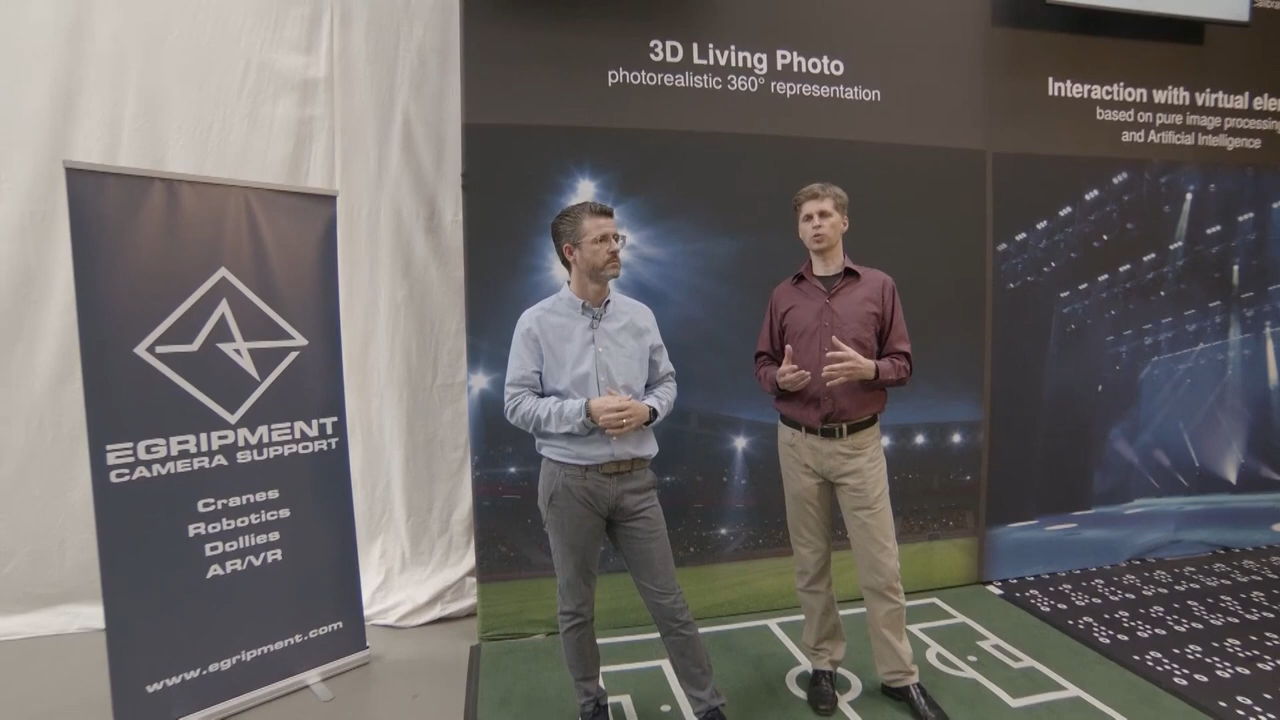 3D Living Photo
photorealistic 360° representation
Interaction with virtual
based on pure image processing
and Artificial Intelligence
EGRIPMENT
CAMERA SUPPORT
Cranes
Robotics
Dollies
AR/VR
www.egripment.com